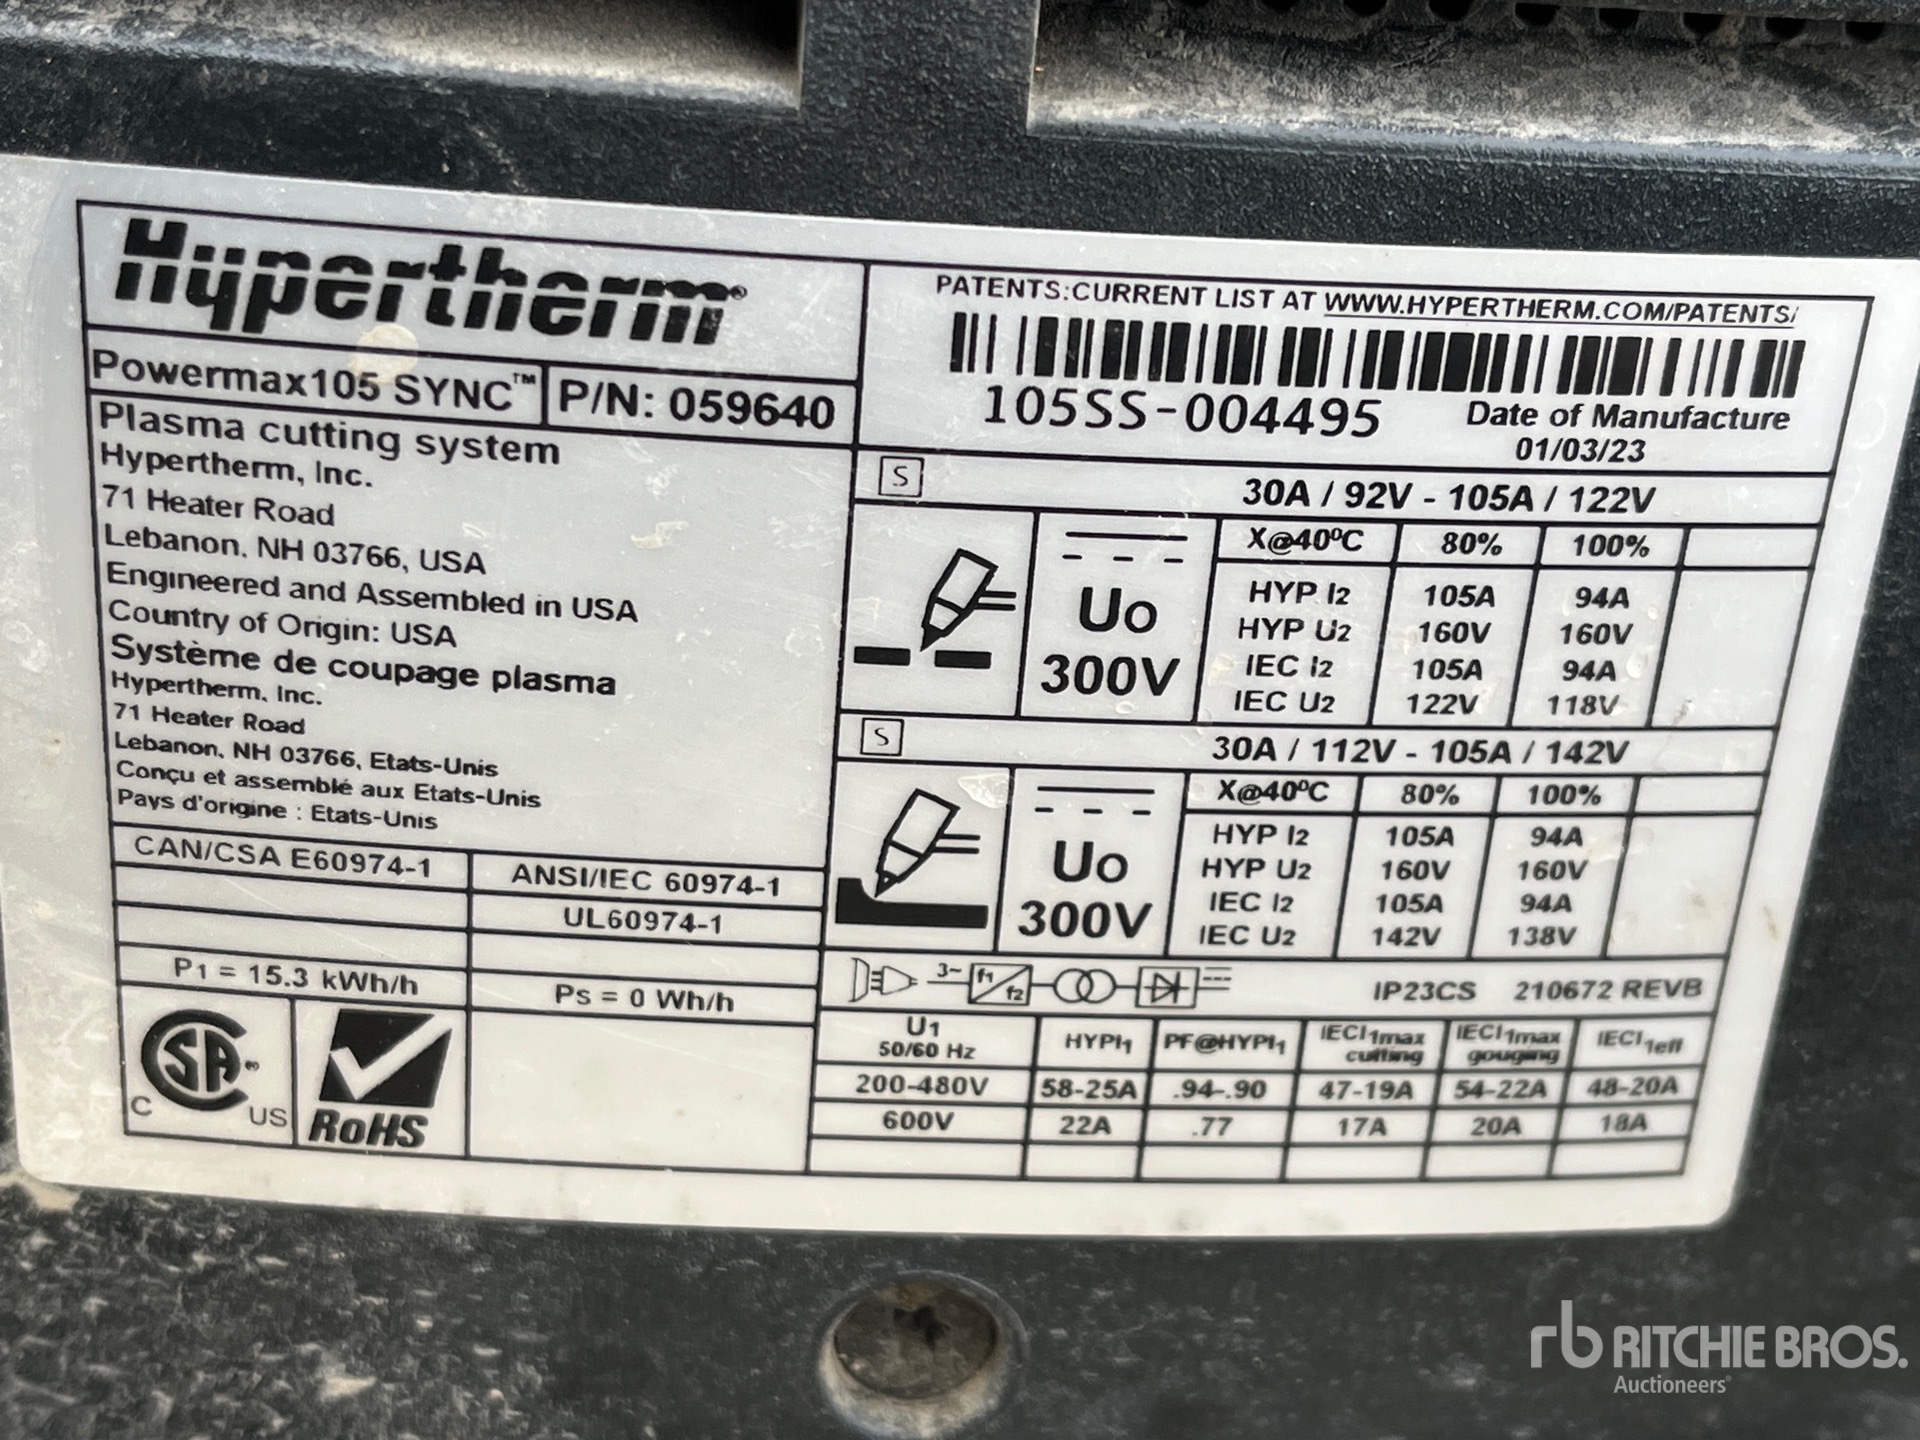 Hypertherm®
Powermax105 SYNC™
P/N: 059640
Plasma cutting system
Hypertherm, Inc.
71 Heater Road
Lebanon, NH 03766, USA
Engineered and Assembled in USA
Country of Origin: USA
Système de coupage plasma
Hypertherm, Inc.
71 Heater Road
Lebanon, NH 03766, Etats-Unis
Conçu et assemblé aux Etats-Unis
Pays d'origine : Etats-Unis
CAN/CSA E60974-1
ANSI/IEC 60974-1
UL60974-1
P1 = 15.3 kWh/h
Ps = 0 Wh/h
C SA® US
RoHS
PATENTS:CURRENT LIST AT WWW.HYPERTHERM.COM/PATENTS/
105SS-004495
Date of Manufacture
01/03/23
S
30A / 92V - 105A / 122V
Uo
300V
X@40ºC 80% 100%
HYP I2 105A 94A
HYP U2 160V 160V
IEC I2 105A 94A
IEC U2 122V 118V
S
30A / 112V - 105A / 142V
Uo
300V
X@40ºC 80% 100%
HYP I2 105A 94A
HYP U2 160V 160V
IEC I2 105A 94A
IEC U2 142V 138V
3~ f1 f2
IP23CS 210672 REVB
U1 50/60 Hz HYPI1 PF@HYPI1 IECI1max cutting IECI1max gouging IECI1eff
200-480V 58-25A .94-.90 47-19A 54-22A 48-20A
600V 22A .77 17A 20A 18A
rb RITCHIE BROS.
Auctioneers